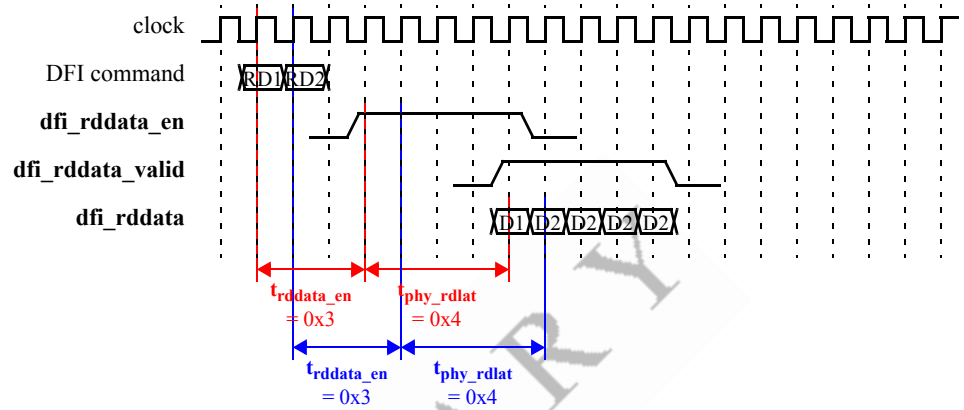 clock
DFI command RD1 RD2
dfi_rddata_en
dfi_rddata_valid
dfi_rddata D1 D2 D2 D2 D2
trddata_en tphy_rdlat
= 0x3 = 0x4
trddata_en tphy_rdlat
= 0x3 = 0x4
R Y